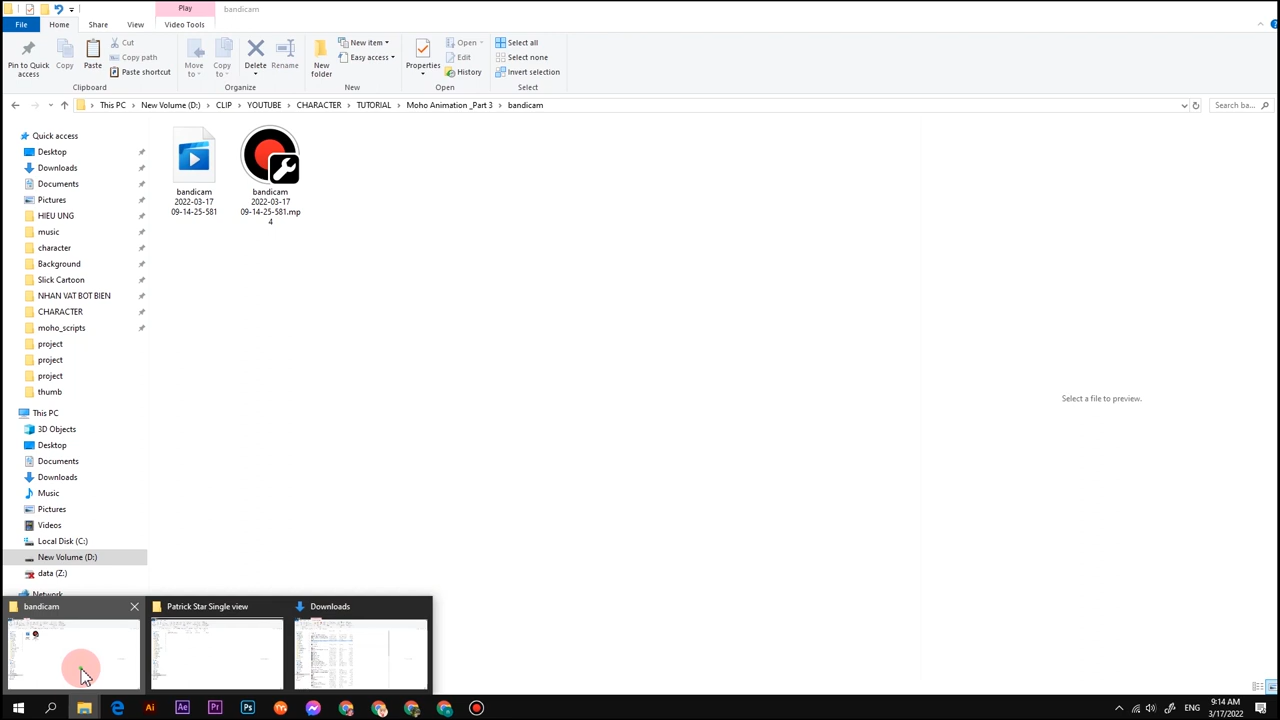 Play
bandicam
File
Home
Share
View
Video Tools
Pin to Quick
access
Copy
Paste
Cut
Copy path
Paste shortcut
Clipboard
Move
to
Copy
to
Delete
Rename
Organize
New
folder
New item
Easy access
New
Properties
Open
Edit
History
Open
Select all
Select none
Invert selection
Select
This PC > New Volume (D:) > CLIP > YOUTUBE > CHARACTER > TUTORIAL > Moho Animation _Part 3 > bandicam
Search ba...
Quick access
Desktop
Downloads
Documents
Pictures
HIEU UNG
music
character
Background
Slick Cartoon
NHAN VAT BOT BIEN
CHARACTER
moho_scripts
project
project
project
thumb
This PC
3D Objects
Desktop
Documents
Downloads
Music
Pictures
Videos
Local Disk (C:)
New Volume (D:)
data (Z:)
Network
bandicam
2022-03-17
09-14-25-581
bandicam
2022-03-17
09-14-25-581.mp
4
Select a file to preview.
bandicam
Patrick Star Single view
Downloads
Ai
Ae
Pr
Ps
ENG
9:14 AM
3/17/2022